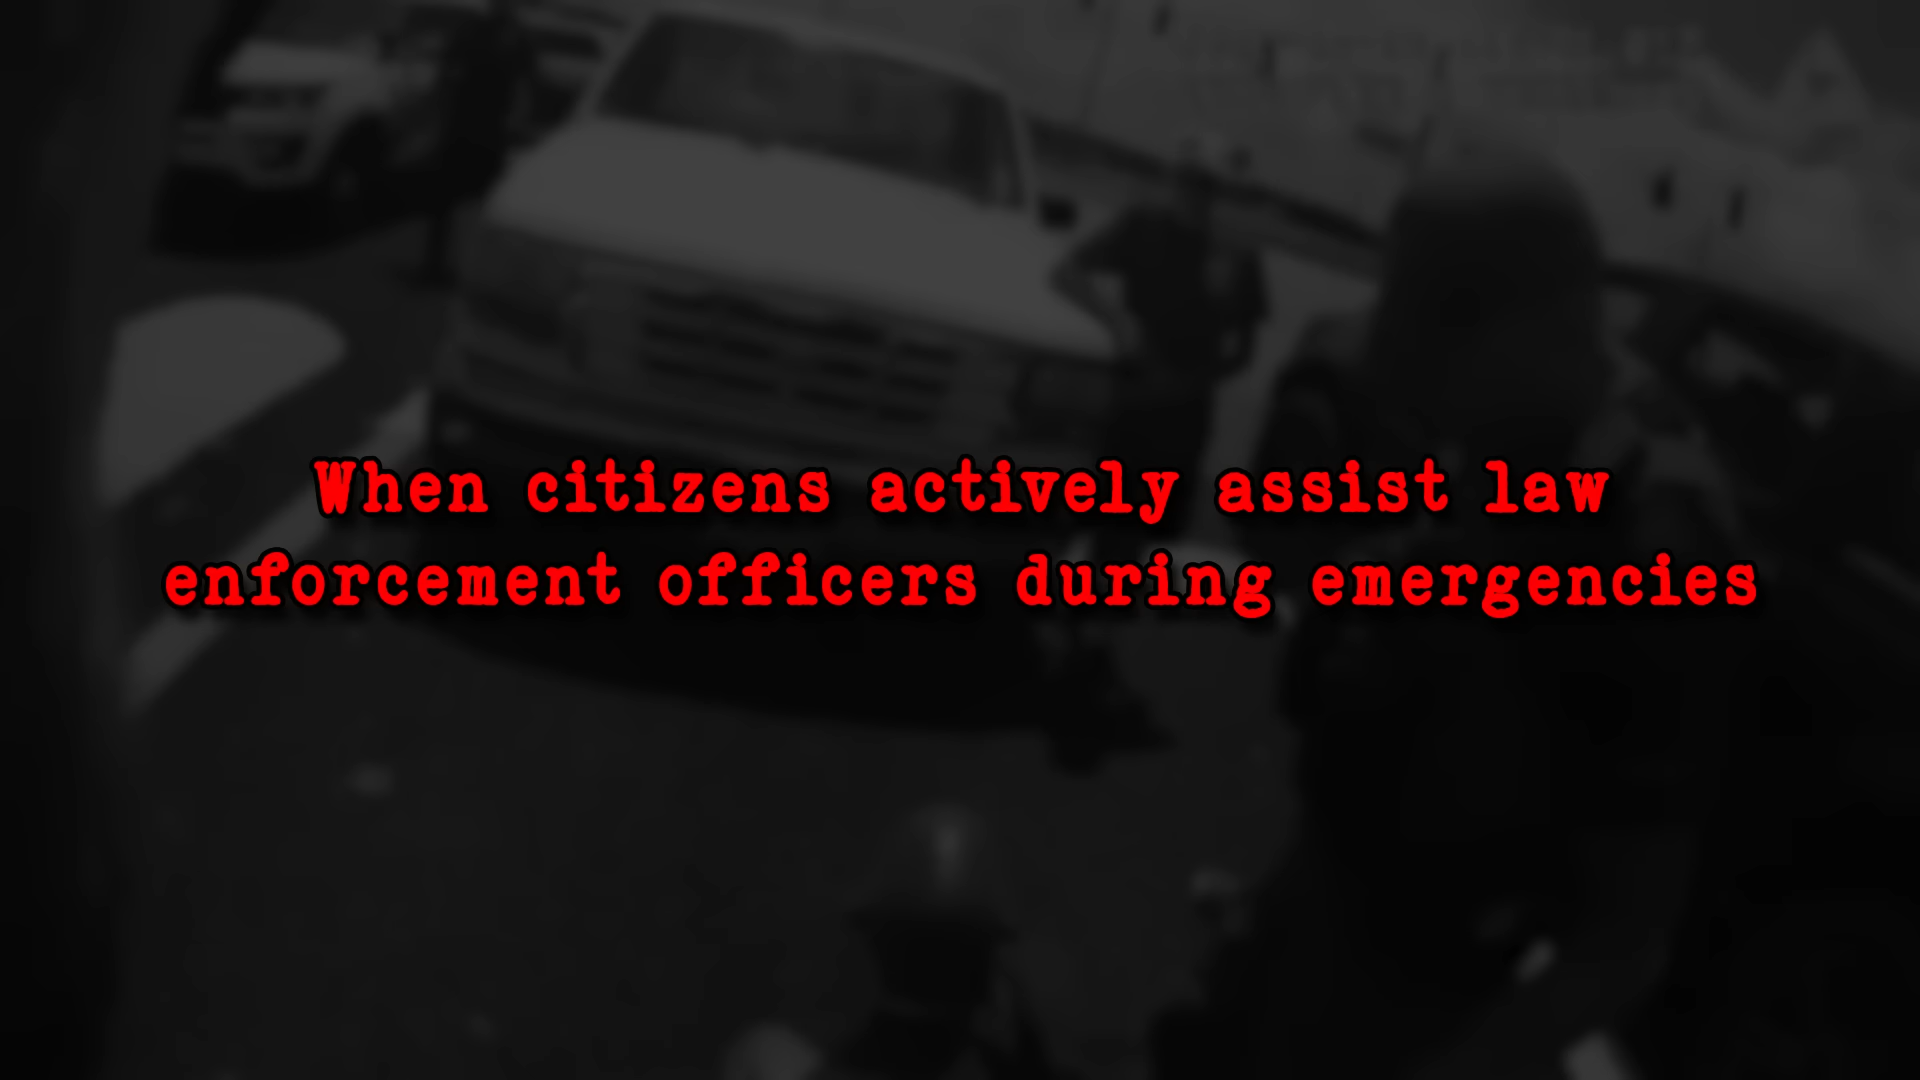 When citizens actively assist law
enforcement officers during emergencies